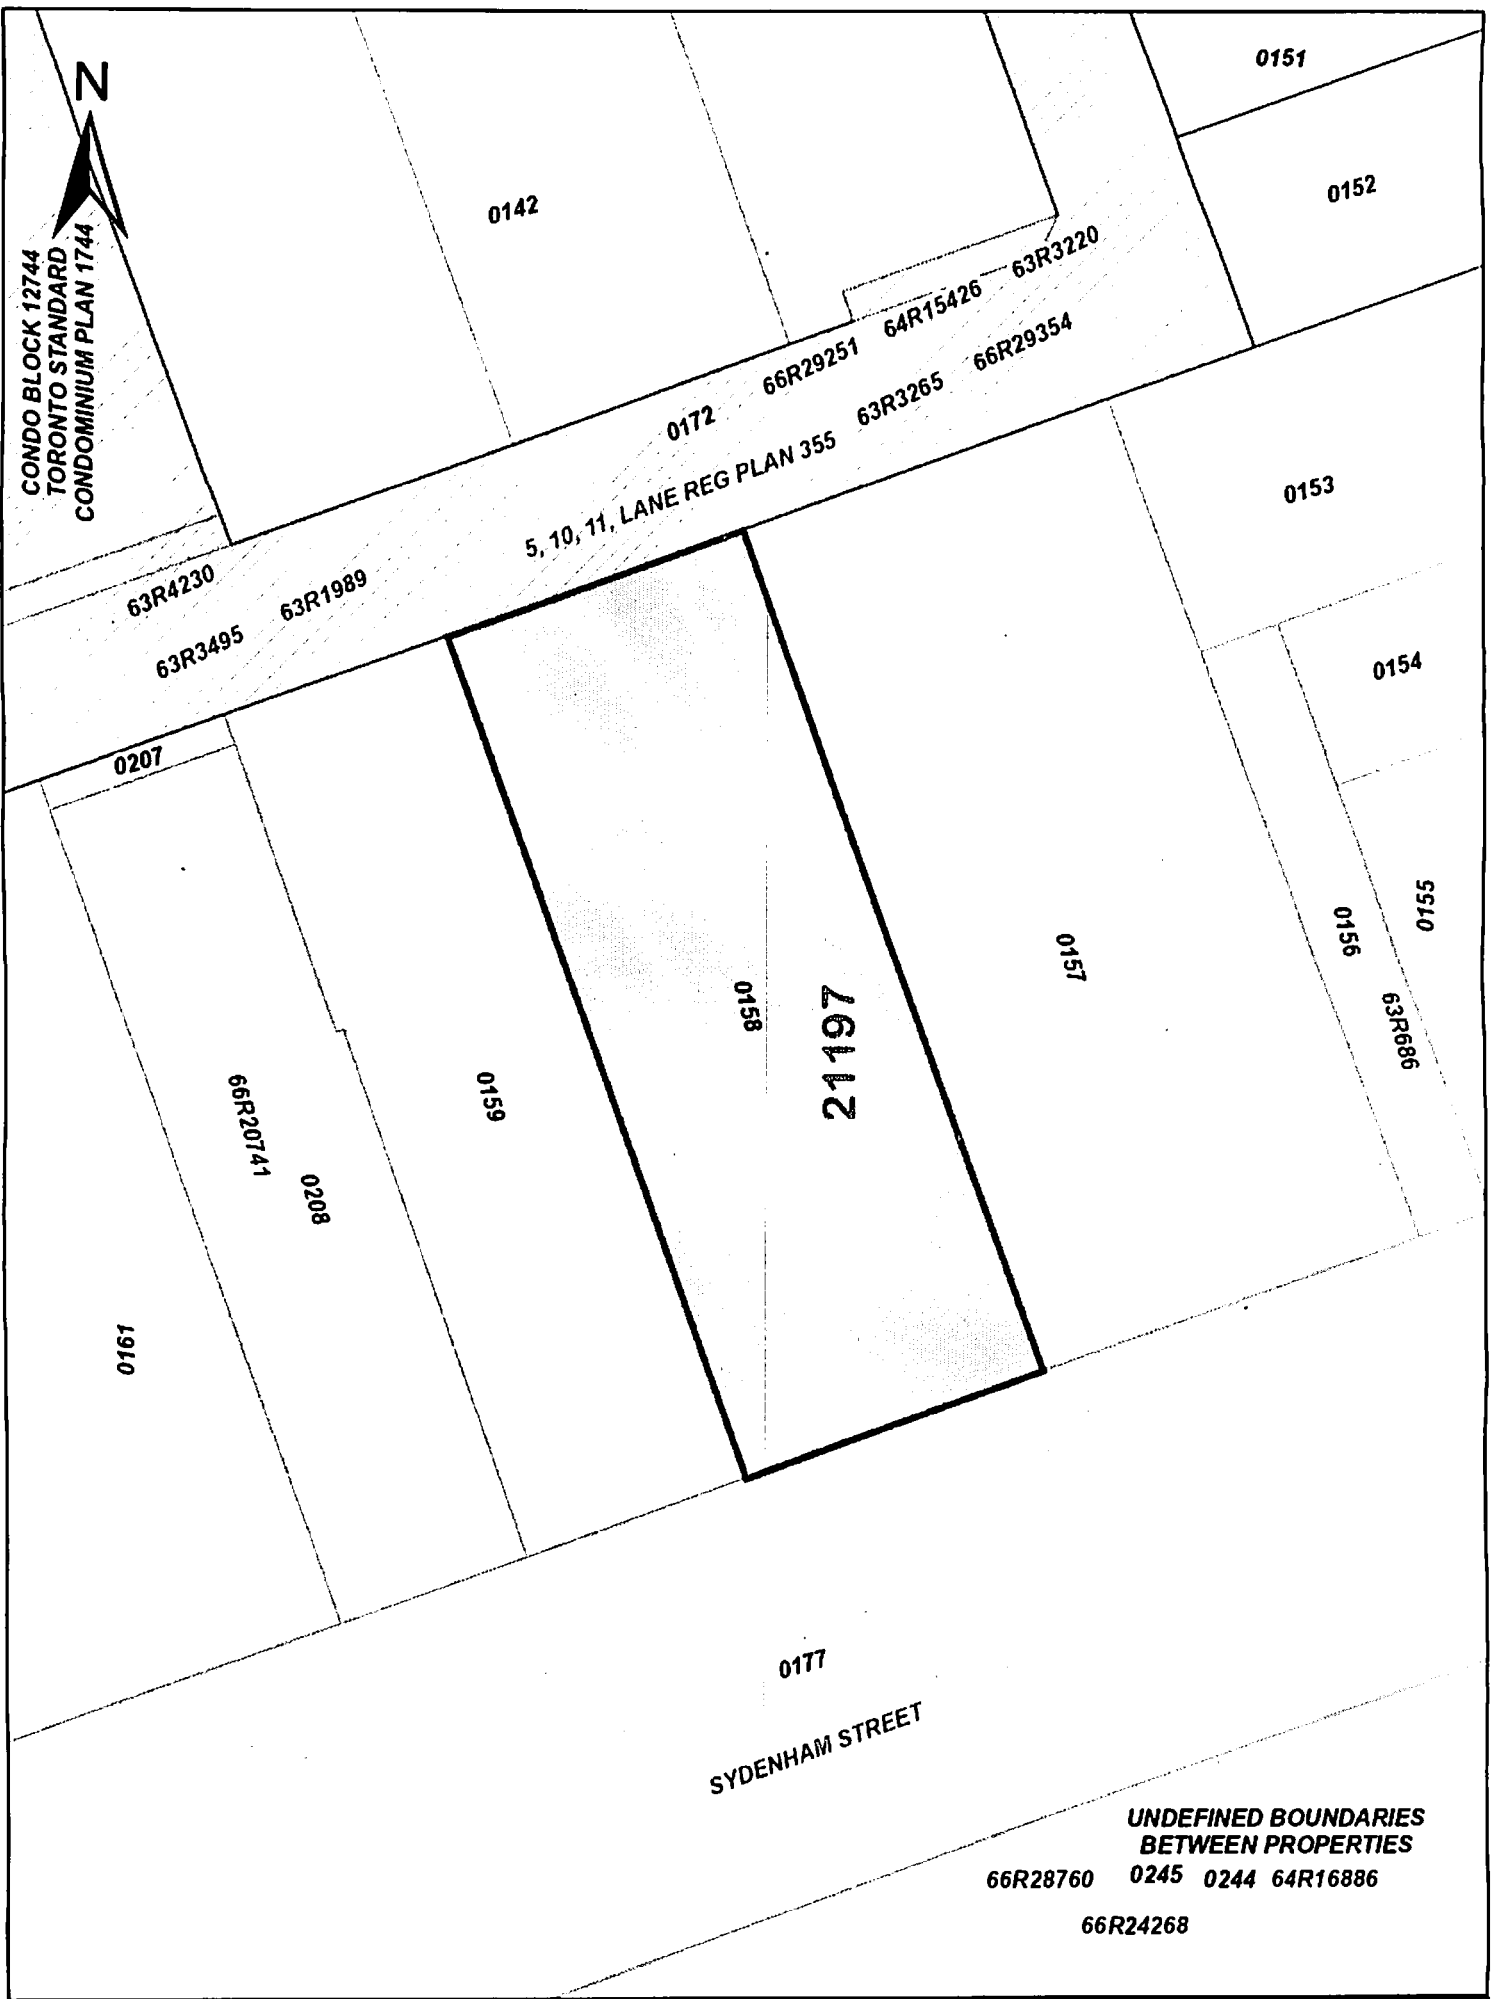 0151
N
0152
0142
CONDO BLOCK 12744
TORONTO STANDARD
CONDOMINIUM PLAN 1744
63R3220
64R15426
66R29251
66R29354
63R3265
0172
5, 10, 11, LANE REG PLAN 355
0153
63R4230
63R1989
63R3495
0154
0207
0155
0156
0157
0158
21197
63R686
0159
66R20741
0208
0161
0177
SYDENHAM STREET
UNDEFINED BOUNDARIES
BETWEEN PROPERTIES
66R28760 0245 0244 64R16886
66R24268